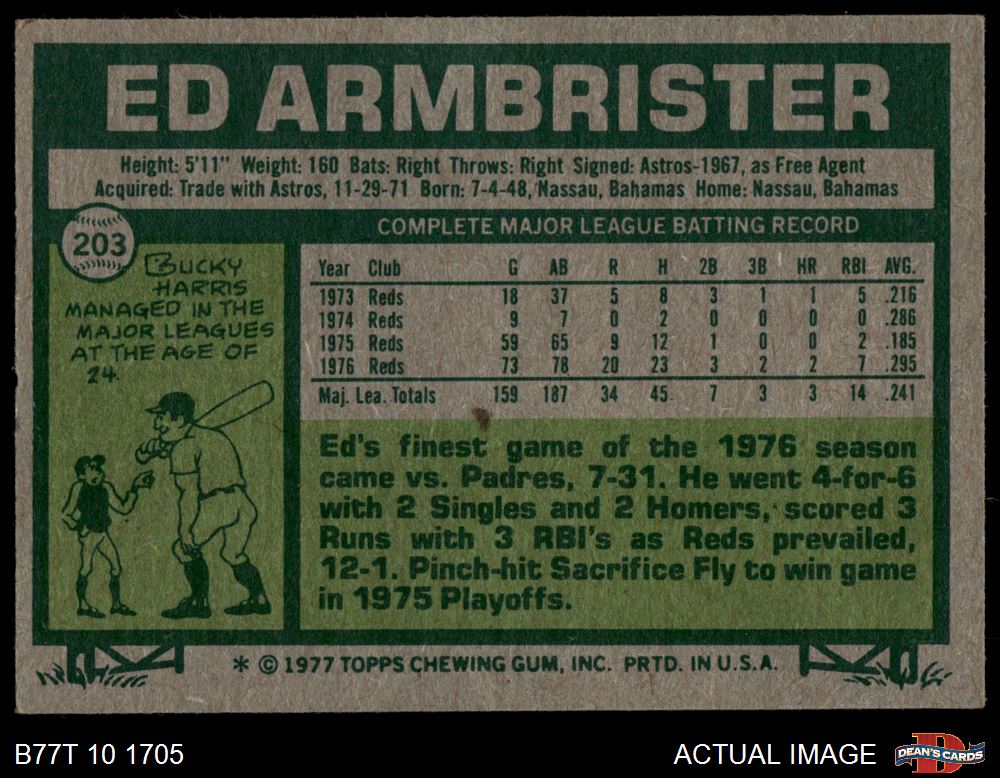 ED ARMBRISTER
Height: 5'11" Weight: 160 Bats: Right Throws: Right Signed: Astros-1967, as Free Agent
Acquired: Trade with Astros, 11-29-71 Born: 7-4-48, Nassau, Bahamas Home: Nassau, Bahamas
203
BUCKY
HARRIS
MANAGED IN THE
MAJOR LEAGUES
AT THE AGE OF
24.
COMPLETE MAJOR LEAGUE BATTING RECORD
Year Club G AB R H 2B 3B HR RBI AVG.
1973 Reds 18 37 5 8 3 1 1 5 .216
1974 Reds 9 7 0 2 0 0 0 0 .286
1975 Reds 59 65 9 12 1 0 0 2 .185
1976 Reds 73 78 20 23 3 2 2 7 .295
Maj. Lea. Totals 159 187 34 45 7 3 3 14 .241
Ed's finest game of the 1976 season
came vs. Padres, 7-31. He went 4-for-6
with 2 Singles and 2 Homers, scored 3
Runs with 3 RBI's as Reds prevailed,
12-1. Pinch-hit Sacrifice Fly to win game
in 1975 Playoffs.
* © 1977 TOPPS CHEWING GUM, INC. PRTD. IN U.S.A.
B77T 10 1705
ACTUAL IMAGE
DEAN'S CARDS